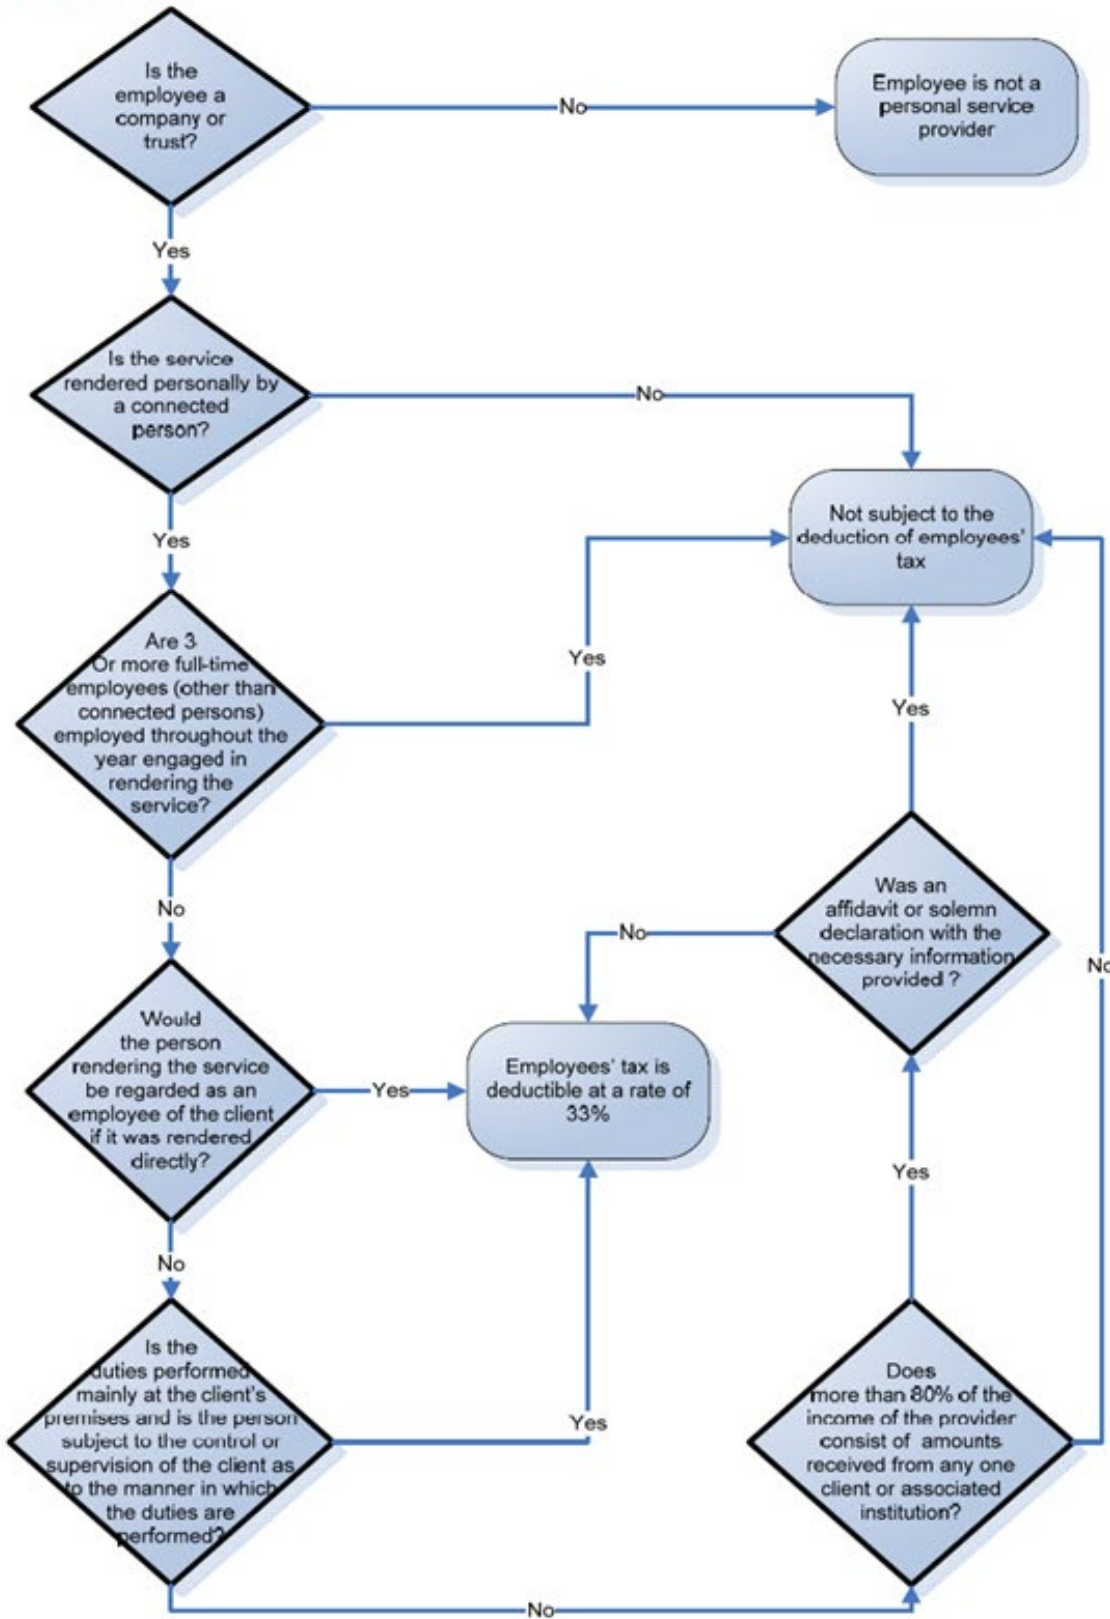 Is the
employee a
company or
trust?
No
Employee is not a
personal service
provider
Yes
Is the service
rendered personally by
a connected
person?
No
Not subject to the
deduction of employees'
tax
Yes
Are 3
Or more full-time
employees (other than
connected persons)
employed throughout the
year engaged in
rendering the
service?
Yes
Yes
No
Was an
affidavit or solemn
declaration with the
necessary information
provided ?
No
No
Would
the person
rendering the service
be regarded as an
employee of the client
if it was rendered
directly?
Yes
Employees' tax is
deductible at a rate of
33%
Yes
No
Is the
duties performed
mainly at the client's
premises and is the person
subject to the control or
supervision of the client as
to the manner in which
the duties are
performed?
Yes
Does
more than 80% of the
income of the provider
consist of amounts
received from any one
client or associated
institution?
No